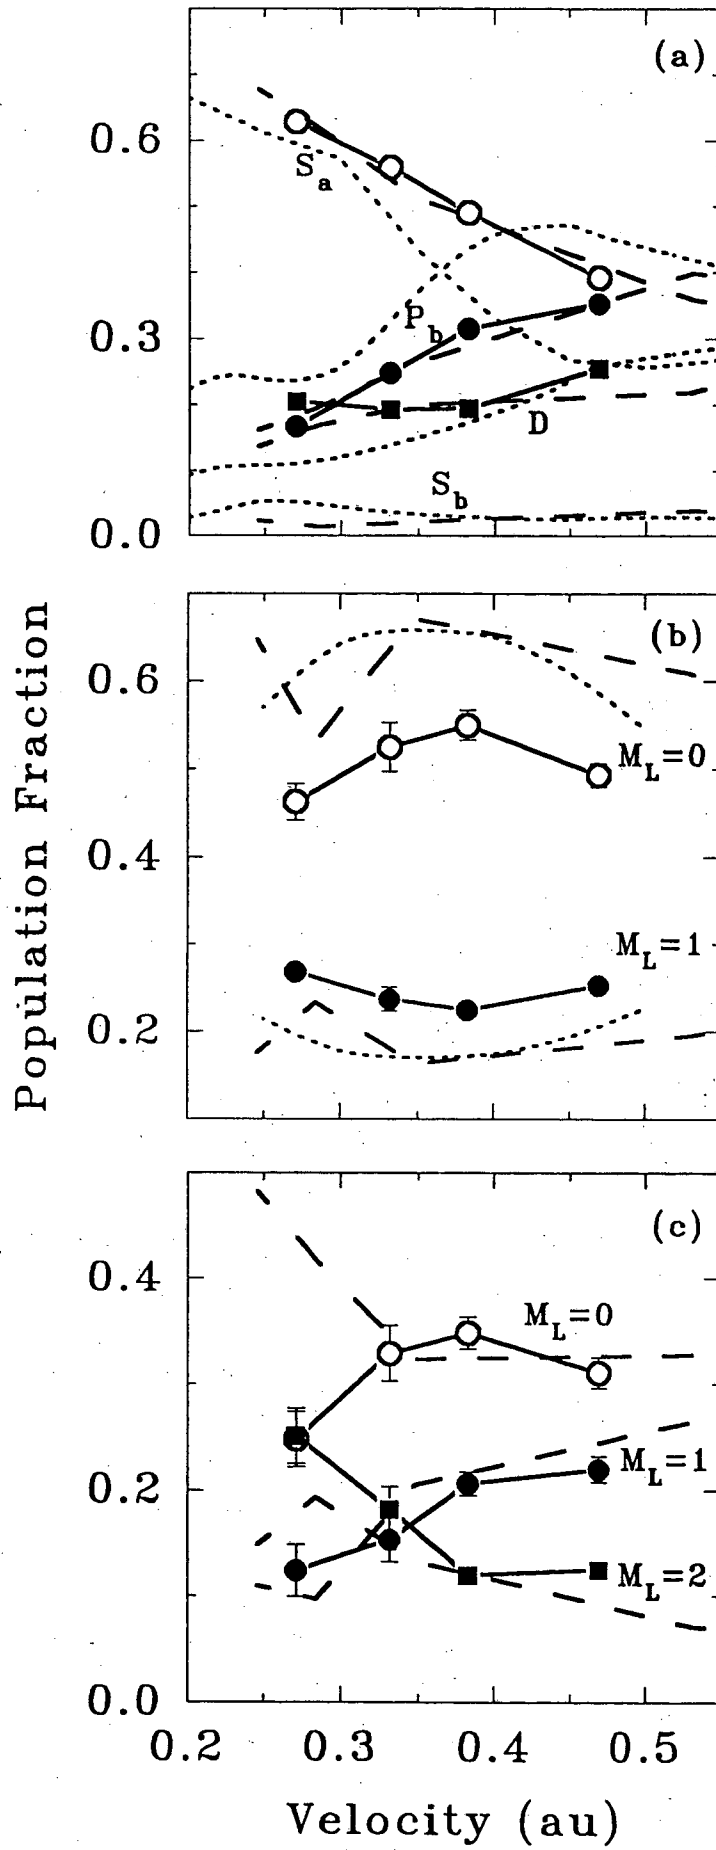 (a)
0.6
S_a
P_b
0.3
D
S_b
0.0
Population Fraction
(b)
0.6
M_L=0
0.4
M_L=1
0.2
(c)
0.4
M_L=0
0.2
M_L=1
M_L=2
0.0
0.2 0.3 0.4 0.5
Velocity (au)